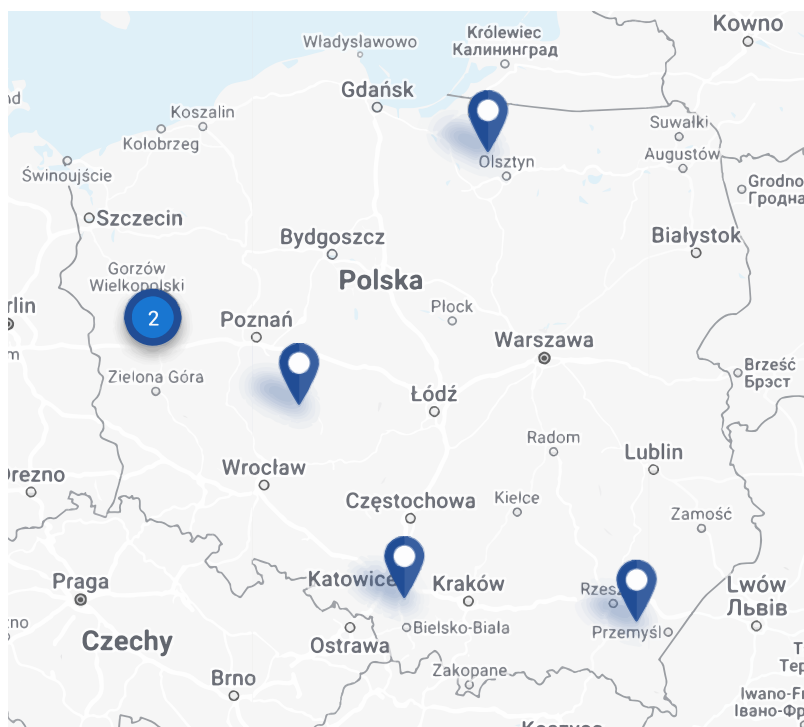 Kowno
Królewiec
Калининград
Władysławowo
Gdańsk
Koszalin
Kołobrzeg
Suwałki
Augustów
Olsztyn
Świnoujście
Grodno
Гродна
Szczecin
Białystok
Bydgoszcz
Gorzów
Wielkopolski
Polska
Płock
2
Poznań
Warszawa
Brześć
Брэст
Zielona Góra
Łódź
Radom
Lublin
Wrocław
Częstochowa
Kielce
Zamość
Katowice
Kraków
Praga
Lwów
Львів
Przemyśl
Bielsko-Biała
Czechy
Ostrawa
Zakopane
Brno